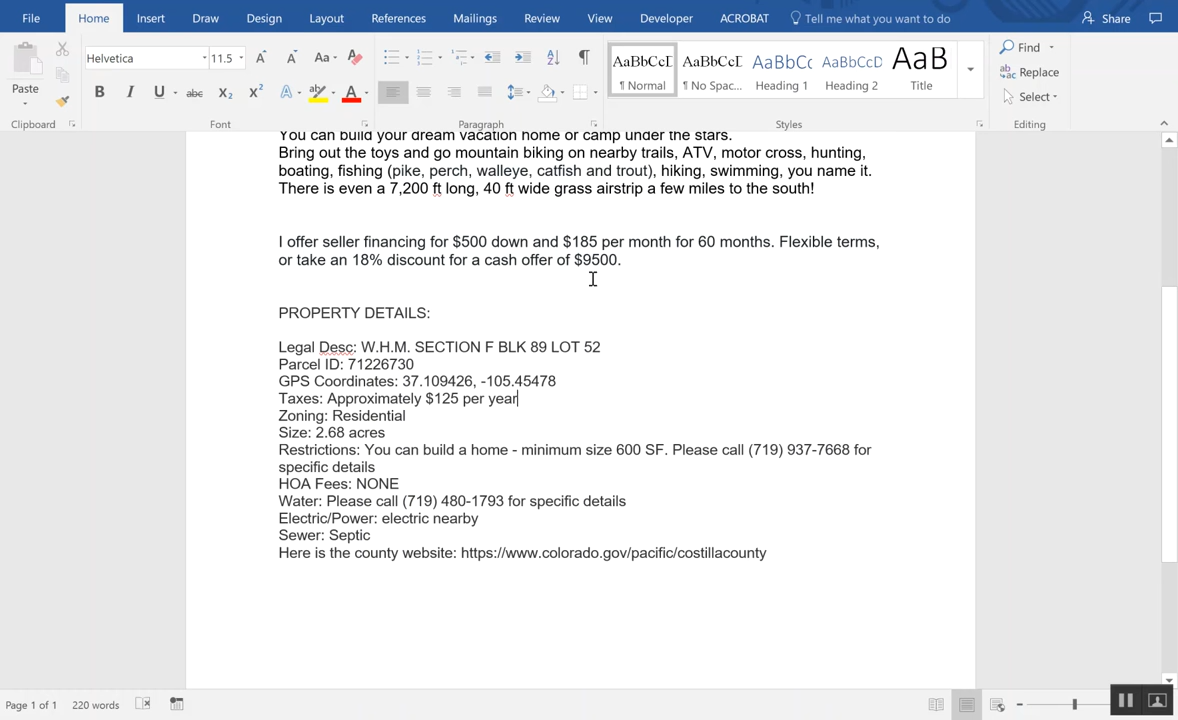 File Home Insert Draw Design Layout References Mailings Review View Developer ACROBAT Tell me what you want to do Share
Paste Helvetica 11.5 Aa Find
B I U abc X₂ X² A aby A AaBbCcI AaBbCcI AaBbCc AaBbCcD AaB Replace
¶ Normal ¶ No Spac... Heading 1 Heading 2 Title Select
Clipboard Font Paragraph Styles Editing
You can build your dream vacation home or camp under the stars.
Bring out the toys and go mountain biking on nearby trails, ATV, motor cross, hunting,
boating, fishing (pike, perch, walleye, catfish and trout), hiking, swimming, you name it.
There is even a 7,200 ft long, 40 ft wide grass airstrip a few miles to the south!
I offer seller financing for $500 down and $185 per month for 60 months. Flexible terms,
or take an 18% discount for a cash offer of $9500.
PROPERTY DETAILS:
Legal Desc: W.H.M. SECTION F BLK 89 LOT 52
Parcel ID: 71226730
GPS Coordinates: 37.109426, -105.45478
Taxes: Approximately $125 per year
Zoning: Residential
Size: 2.68 acres
Restrictions: You can build a home - minimum size 600 SF. Please call (719) 937-7668 for
specific details
HOA Fees: NONE
Water: Please call (719) 480-1793 for specific details
Electric/Power: electric nearby
Sewer: Septic
Here is the county website: https://www.colorado.gov/pacific/costillacounty
Page 1 of 1 220 words